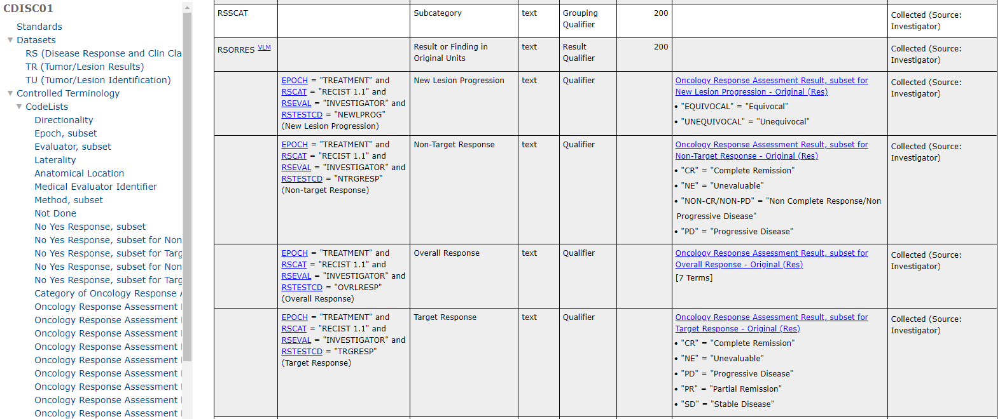 CDISC01
Standards
Datasets
RS (Disease Response and Clin Cla
TR (Tumor/Lesion Results)
TU (Tumor/Lesion Identification)
Controlled Terminology
CodeLists
Directionality
Epoch, subset
Evaluator, subset
Laterality
Anatomical Location
Medical Evaluator Identifier
Method, subset
Not Done
No Yes Response, subset
No Yes Response, subset for Non
No Yes Response, subset for Targ
No Yes Response, subset for Non
No Yes Response, subset for Targ
Category of Oncology Response A
Oncology Response Assessment
Oncology Response Assessment
Oncology Response Assessment
Oncology Response Assessment
Oncology Response Assessment
Oncology Response Assessment
Oncology Response Assessment
Oncology Response Assessment
Oncology Response Assessment
RSSCAT
Subcategory
text
Grouping
Qualifier
200
Collected (Source:
Investigator)
RSORRES VLM
Result or Finding in
Original Units
text
Result
Qualifier
200
Collected (Source:
Investigator)
EPOCH = "TREATMENT" and
RSCAT = "RECIST 1.1" and
RSEVAL = "INVESTIGATOR" and
RSTESTCD = "NEWLPROG"
(New Lesion Progression)
New Lesion Progression
text
Qualifier
Oncology Response Assessment Result, subset for
New Lesion Progression - Original (Res)
• "EQUIVOCAL" = "Equivocal"
• "UNEQUIVOCAL" = "Unequivocal"
Collected (Source:
Investigator)
EPOCH = "TREATMENT" and
RSCAT = "RECIST 1.1" and
RSEVAL = "INVESTIGATOR" and
RSTESTCD = "NTRGRESP"
(Non-target Response)
Non-Target Response
text
Qualifier
Oncology Response Assessment Result, subset for
Non-Target Response - Original (Res)
• "CR" = "Complete Remission"
• "NE" = "Unevaluable"
• "NON-CR/NON-PD" = "Non Complete Response/Non
Progressive Disease"
• "PD" = "Progressive Disease"
Collected (Source:
Investigator)
EPOCH = "TREATMENT" and
RSCAT = "RECIST 1.1" and
RSEVAL = "INVESTIGATOR" and
RSTESTCD = "OVRLRESP"
(Overall Response)
Overall Response
text
Qualifier
Oncology Response Assessment Result, subset for
Overall Response - Original (Res)
[7 Terms]
Collected (Source:
Investigator)
EPOCH = "TREATMENT" and
RSCAT = "RECIST 1.1" and
RSEVAL = "INVESTIGATOR" and
RSTESTCD = "TRGRESP"
(Target Response)
Target Response
text
Qualifier
Oncology Response Assessment Result, subset for
Target Response - Original (Res)
• "CR" = "Complete Remission"
• "NE" = "Unevaluable"
• "PD" = "Progressive Disease"
• "PR" = "Partial Remission"
• "SD" = "Stable Disease"
Collected (Source:
Investigator)